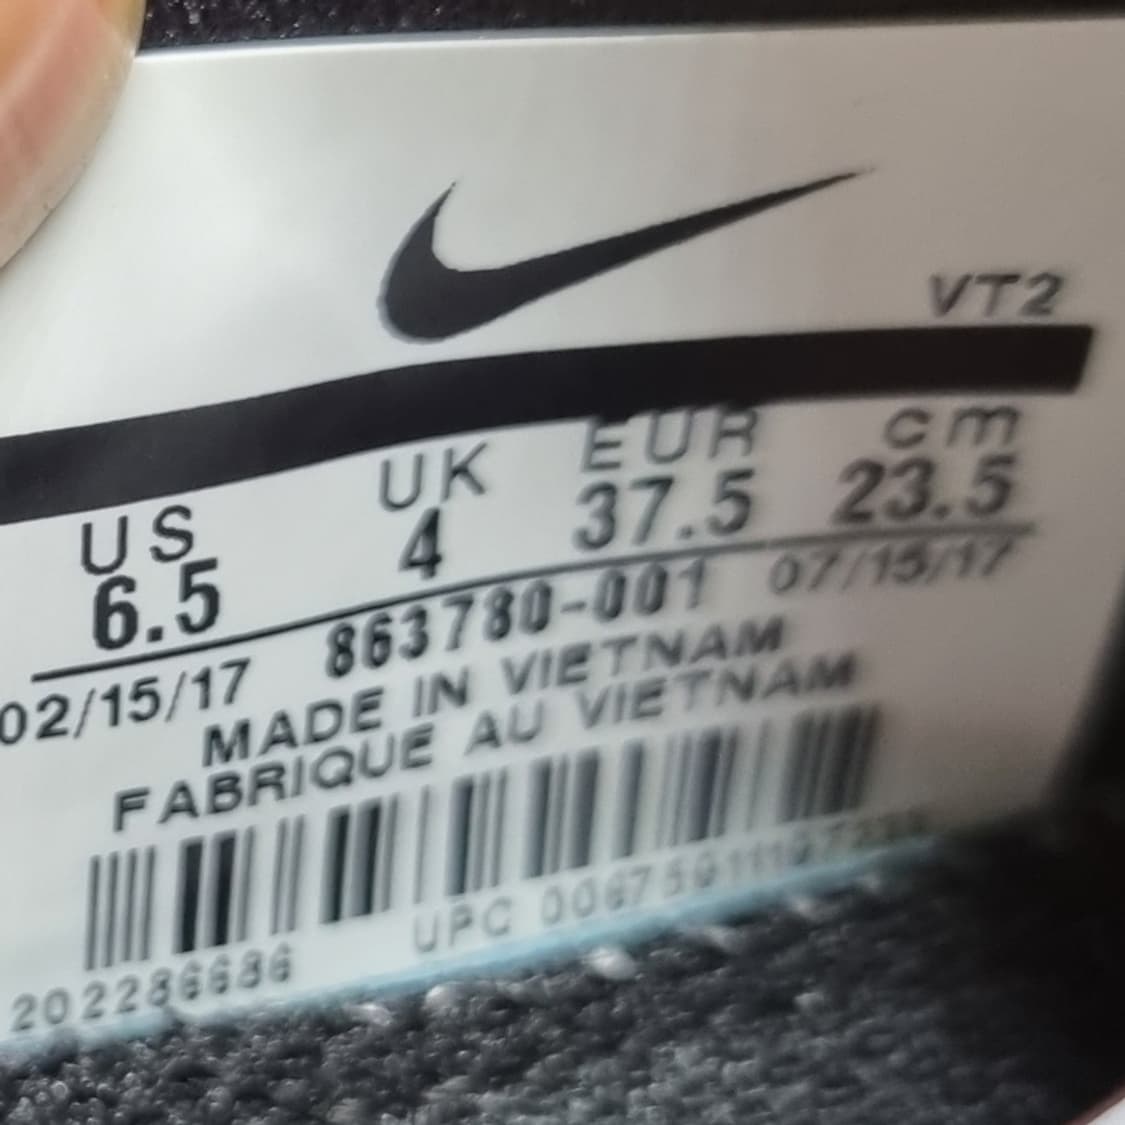 VT2
US UK EUR cm
6.5 4 37.5 23.5
02/15/17 863780-001 07/15/17
MADE IN VIETNAM
FABRIQUE AU VIETNAM
202286686
UPC